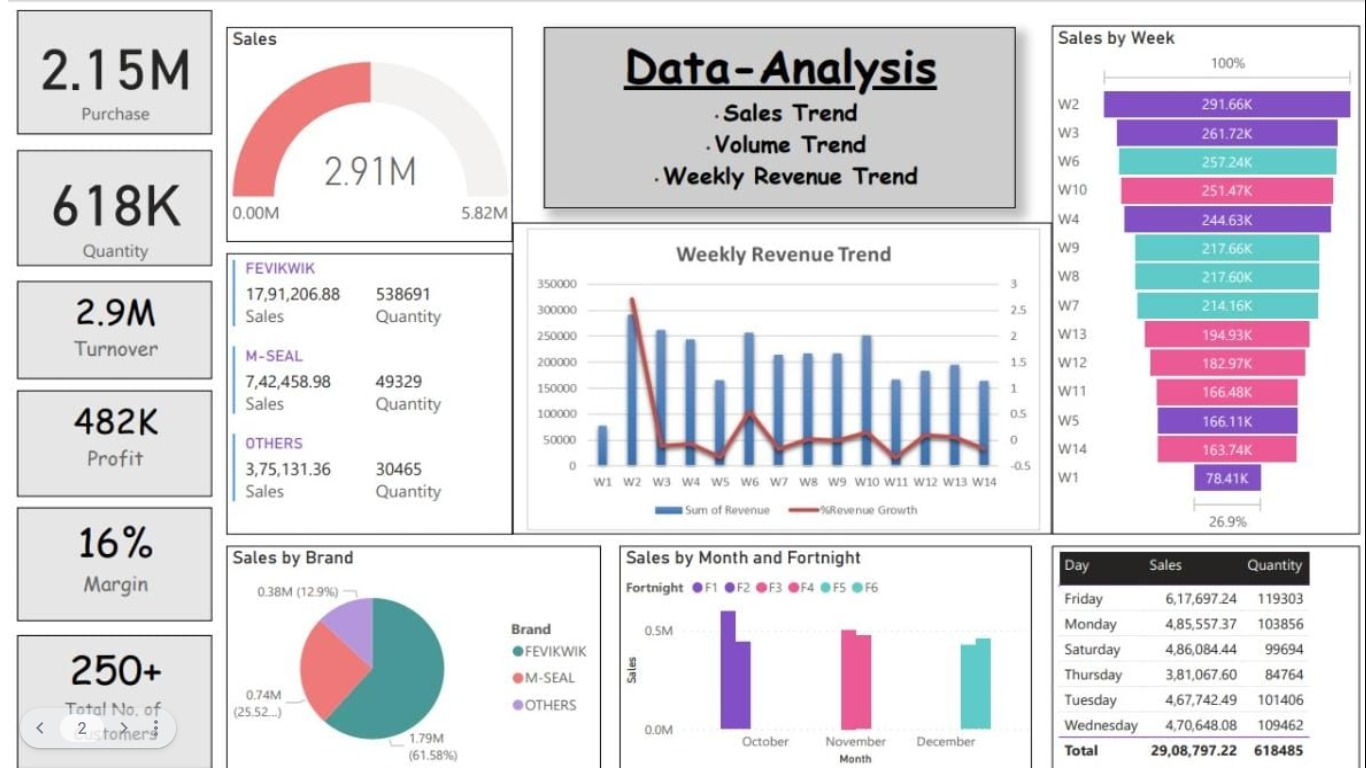 2.15M
Purchase
618K
Quantity
2.9M
Turnover
482K
Profit
16%
Margin
250+
Total No. of
customers
2
Sales
2.91M
0.00M
5.82M
FEVIKWIK
17,91,206.88 538691
Sales Quantity
M-SEAL
7,42,458.98 49329
Sales Quantity
OTHERS
3,75,131.36 30465
Sales Quantity
Data-Analysis
·Sales Trend
·Volume Trend
·Weekly Revenue Trend
Weekly Revenue Trend
350000 3
300000 2.5
250000 2
200000 1.5
150000 1
100000 0.5
50000 0
0 -0.5
W1 W2 W3 W4 W5 W6 W7 W8 W9 W10 W11 W12 W13 W14
Sum of Revenue %Revenue Growth
Sales by Week
100%
W2 291.66K
W3 261.72K
W6 257.24K
W10 251.47K
W4 244.63K
W9 217.66K
W8 217.60K
W7 214.16K
W13 194.93K
W12 182.97K
W11 166.48K
W5 166.11K
W14 163.74K
W1 78.41K
26.9%
Sales by Brand
0.38M (12.9%)
0.74M
(25.52...)
1.79M
(61.58%)
Brand
FEVIKWIK
M-SEAL
OTHERS
Sales by Month and Fortnight
Fortnight F1 F2 F3 F4 F5 F6
0.5M
Sales
0.0M
October November December
Month
Day Sales Quantity
Friday 6,17,697.24 119303
Monday 4,85,557.37 103856
Saturday 4,86,084.44 99694
Thursday 3,81,067.60 84764
Tuesday 4,67,742.49 101406
Wednesday 4,70,648.08 109462
Total 29,08,797.22 618485